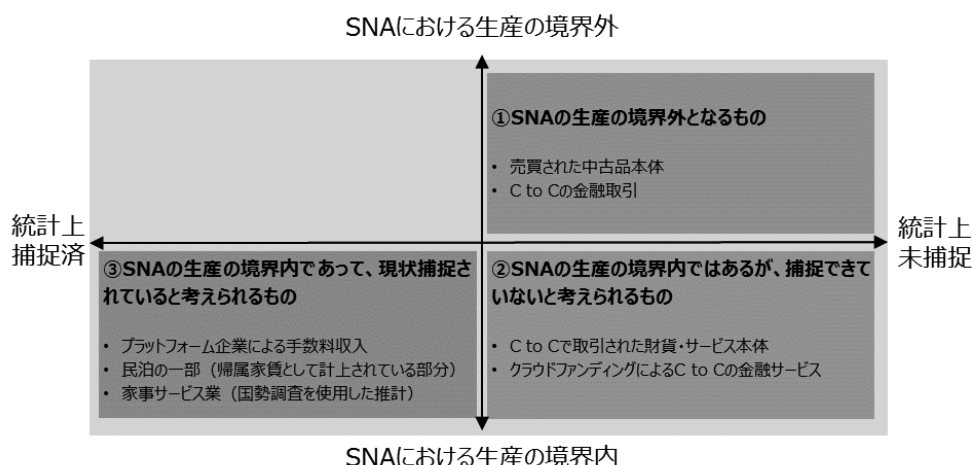 SNAにおける生産の境界外
①SNAの生産の境界外となるもの
• 売買された中古品本体
• C to Cの金融取引
統計上
捕捉済
統計上
未捕捉
③SNAの生産の境界内であって、現状捕捉さ
れていると考えられるもの
• プラットフォーム企業による手数料収入
• 民泊の一部（帰属家賃として計上されている部分）
• 家事サービス業（国勢調査を使用した推計）
②SNAの生産の境界内ではあるが、捕捉できて
いないと考えられるもの
• C to Cで取引された財貨・サービス本体
• クラウドファンディングによるC to Cの金融サービス
SNAにおける生産の境界内